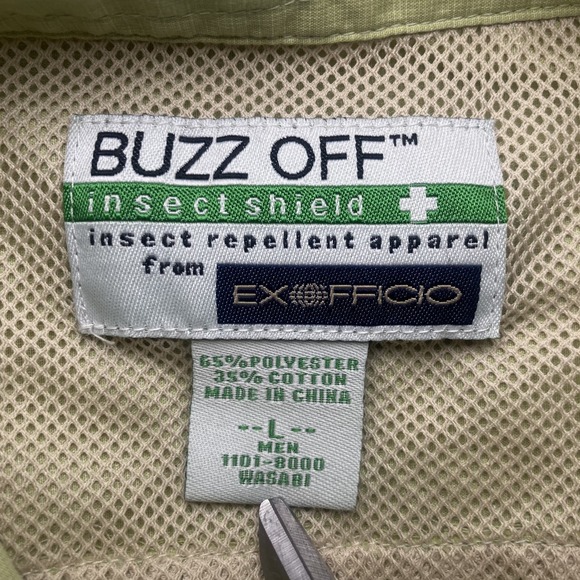 BUZZ OFF™
insect shield
insect repellent apparel
from EXOFFICIO
65% POLYESTER
35% COTTON
MADE IN CHINA
--L--
MEN
1101-8000
WASABI